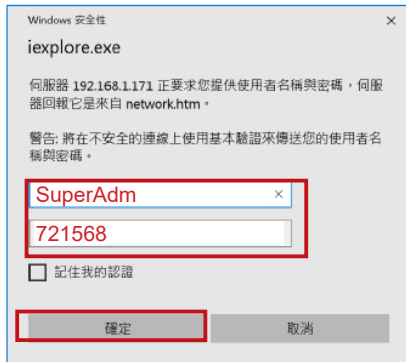 Windows 安全性
iexplore.exe
伺服器 192.168.1.171 正要求您提供使用者名稱與密碼。伺服
器回報它是來自 network.htm。
警告: 將在不安全的連線上使用基本驗證來傳送您的使用者名
稱與密碼。
SuperAdm
721568
記住我的認證
確定
取消